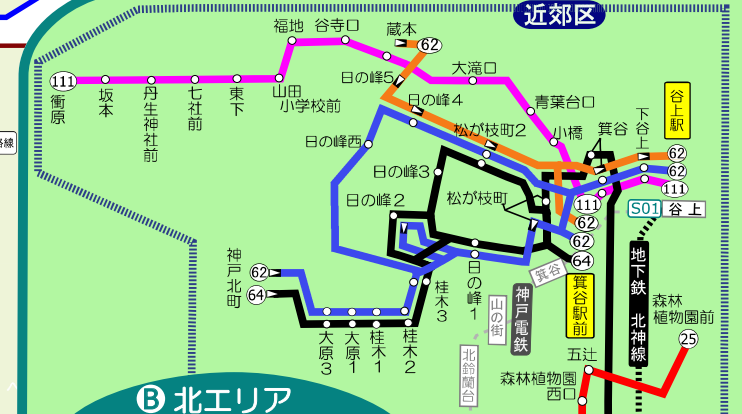 近郊区
福地
谷寺口
蔵本
62
111
衝原
坂本
丹生神社前
七社前
東下
山田
小学校前
日の峰5
大滝口
日の峰4
青葉台口
日の峰西
松が枝町2
小橋
箕谷
下谷上
谷上駅
62
62
111
日の峰3
日の峰2
松が枝町
111
62
62
64
S01
谷上
神戸北町
62
64
日の峰1
桂木3
箕谷
箕谷駅前
地下鉄 北神線
神戸電鉄
山の街
北鈴蘭台
大原3
大原1
桂木1
桂木2
森林
植物園前
25
五辻
森林植物園
西口
B 北エリア